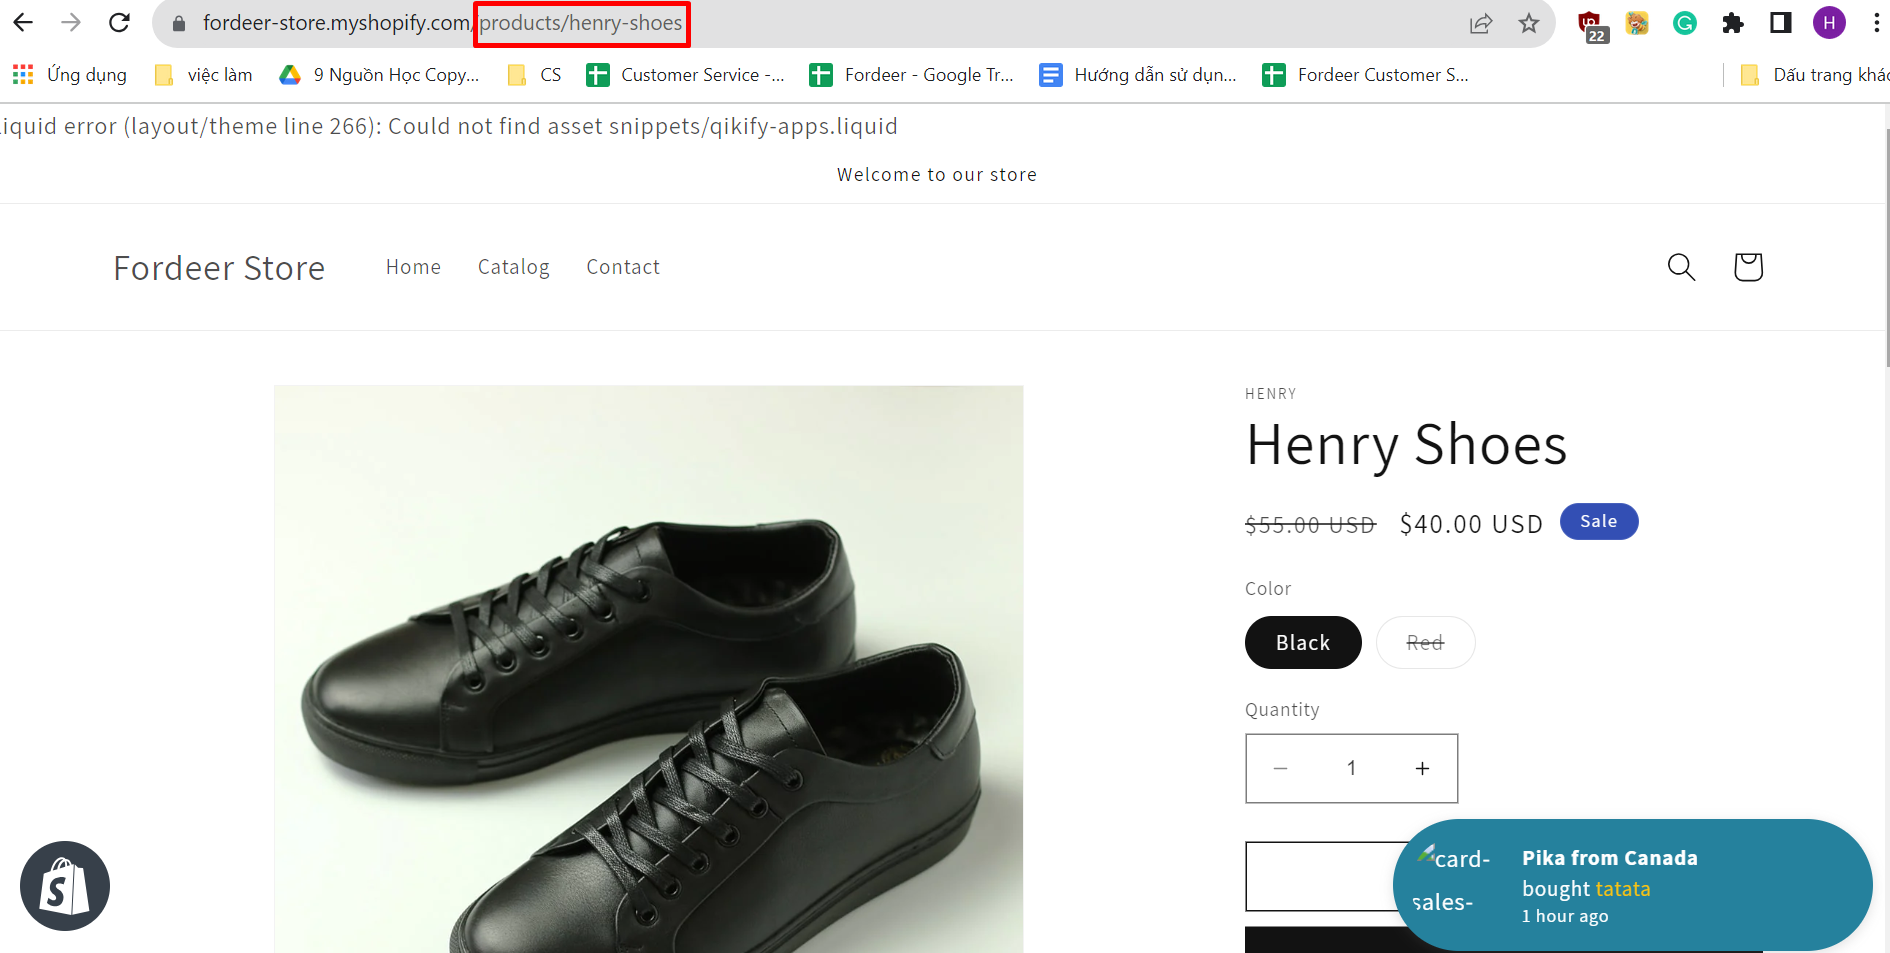 fordeer-store.myshopify.com/products/henry-shoes
22
H
Ứng dụng
việc làm
9 Nguồn Học Copy...
CS
Customer Service -...
Fordeer - Google Tr...
Hướng dẫn sử dụn...
Fordeer Customer S...
Dấu trang khác
iquid error (layout/theme line 266): Could not find asset snippets/qikify-apps.liquid
Welcome to our store
Fordeer Store
Home
Catalog
Contact
HENRY
Henry Shoes
$55.00 USD $40.00 USD Sale
Color
Black
Red
Quantity
1
card-
sales-
Pika from Canada
bought tatata
1 hour ago